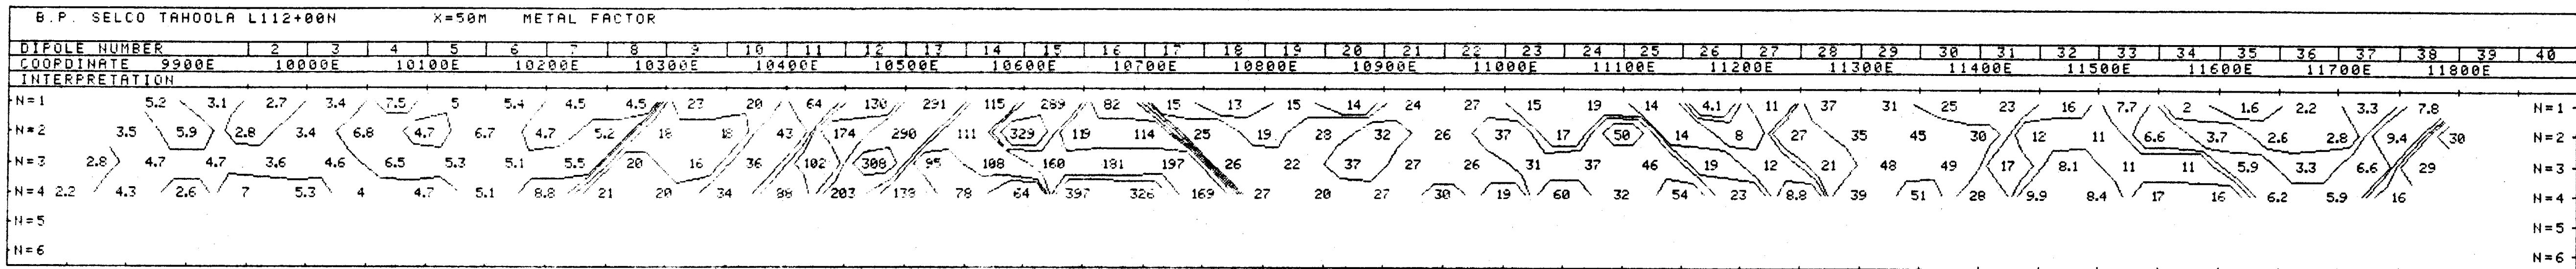 B.P. SELCO TAHOOLA L112+00N X=50M METAL FACTOR
DIPOLE NUMBER 2 3 4 5 6 7 8 9 10 11 12 13 14 15 16 17 18 19 20 21 22 23 24 25 26 27 28 29 30 31 32 33 34 35 36 37 38 39 40
COORDINATE 9900E 10000E 10100E 10200E 10300E 10400E 10500E 10600E 10700E 10800E 10900E 11000E 11100E 11200E 11300E 11400E 11500E 11600E 11700E 11800E
INTERPRETATION
N=1 5.2 3.1 2.7 3.4 7.5 5 5.4 4.5 4.5 23 20 64 130 291 115 289 82 15 13 15 14 24 27 15 19 14 4.1 11 37 31 25 23 16 7.7 2 1.6 2.2 3.3 7.8 N=1
N=2 3.5 5.9 2.8 3.4 6.8 4.7 6.7 4.7 5.2 18 18 43 174 290 111 329 119 114 25 19 28 32 26 37 17 50 14 8 27 35 45 30 12 11 6.6 3.7 2.6 2.8 9.4 30 N=2
N=3 2.8 4.7 4.7 3.6 4.6 6.5 5.3 5.1 5.5 20 16 36 102 308 95 108 160 181 197 26 22 37 27 26 31 37 46 19 12 21 48 49 17 8.1 11 11 5.9 3.3 6.6 29 N=3
N=4 2.2 4.3 2.6 7 5.3 4 4.7 5.1 8.8 21 20 34 88 203 139 78 64 397 326 169 27 20 27 30 19 60 32 54 23 8.8 39 51 28 9.9 8.4 17 16 6.2 5.9 16 N=4
N=5 N=5
N=6 N=6